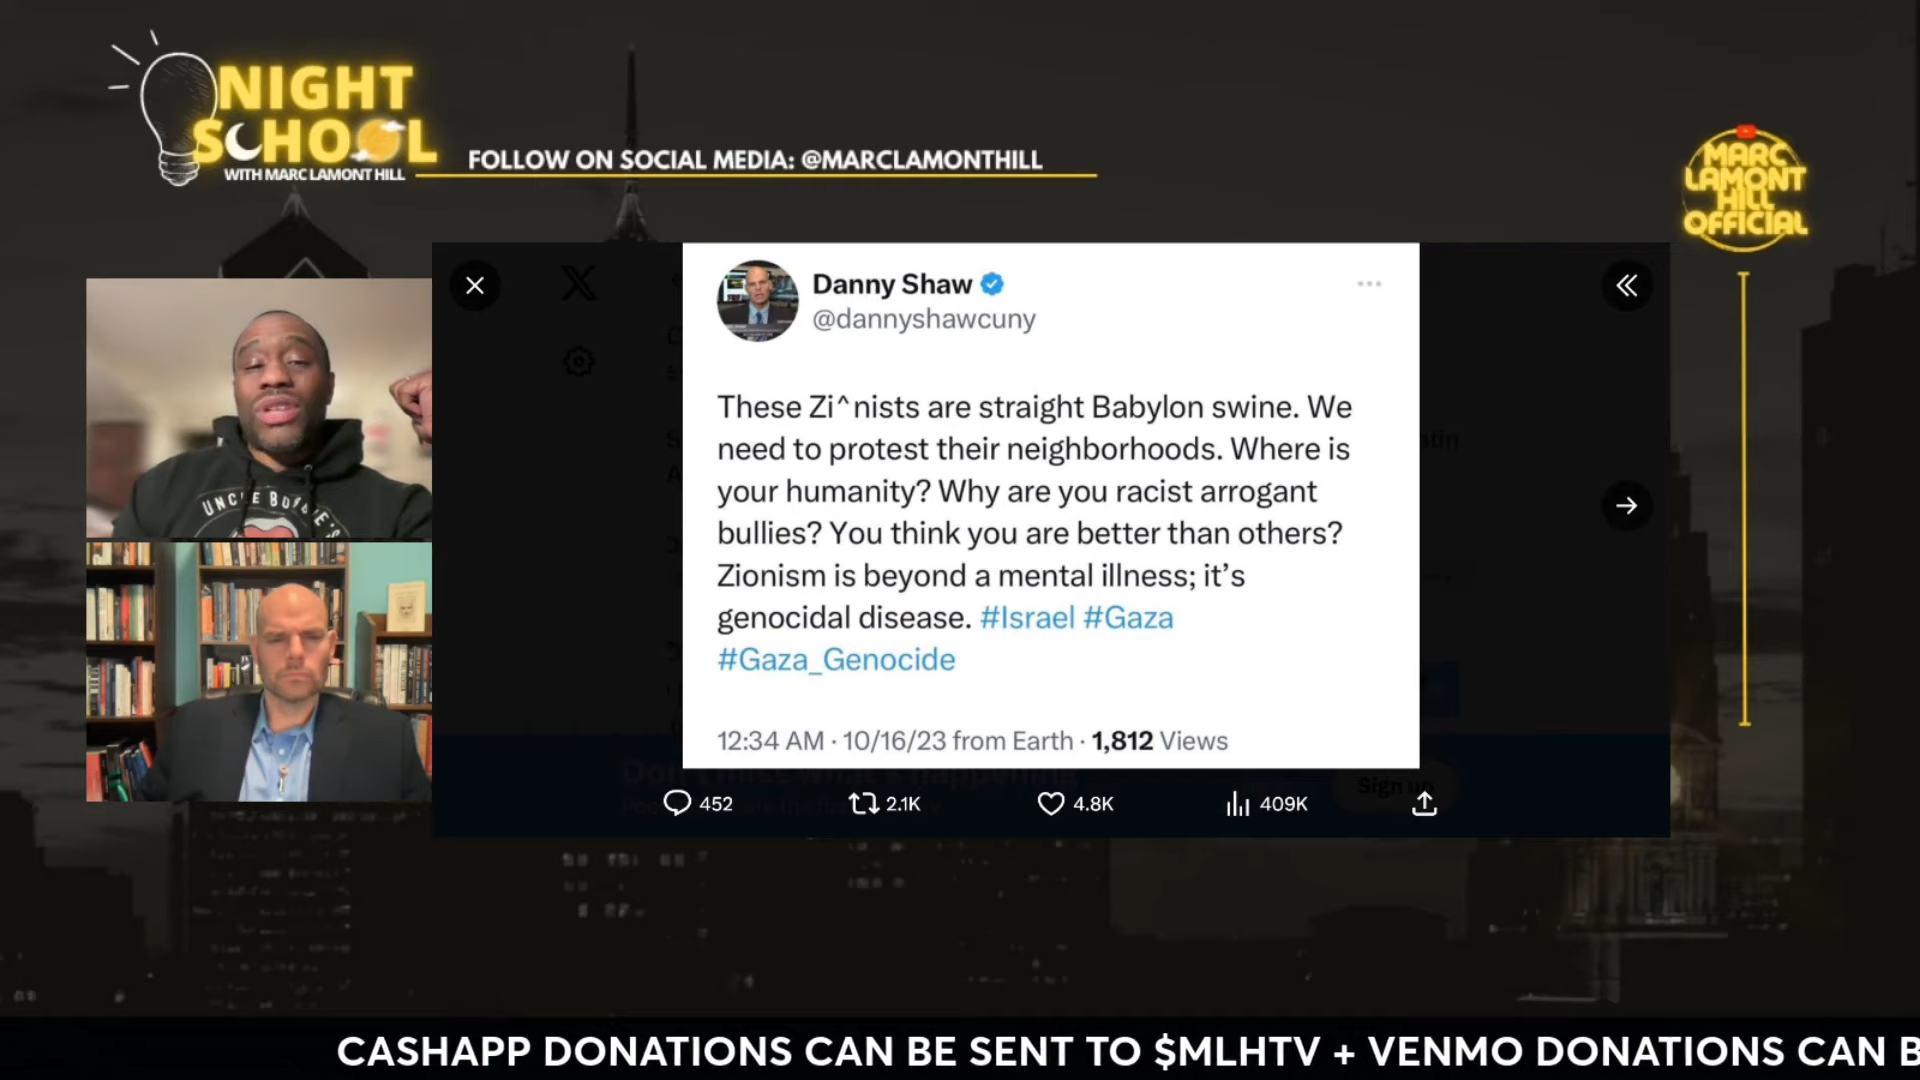 NIGHT
SCHOOL
WITH MARC LAMONT HILL
FOLLOW ON SOCIAL MEDIA: @MARCLAMONTHILL
MARC
LAMONT
HILL
OFFICIAL
Danny Shaw
@dannyshawcuny
These Zi^nists are straight Babylon swine. We
need to protest their neighborhoods. Where is
your humanity? Why are you racist arrogant
bullies? You think you are better than others?
Zionism is beyond a mental illness; it’s
genocidal disease. #Israel #Gaza
#Gaza_Genocide
12:34 AM · 10/16/23 from Earth · 1,812 Views
Sign up
452 2.1K 4.8K 409K
UNCLE BOBBIE'S
CASHAPP DONATIONS CAN BE SENT TO $MLHTV + VENMO DONATIONS CAN B